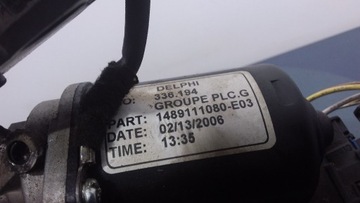 DELPHI
O: 336.194
GROUPE PLC.G
PART: 1489111080-E03
DATE: 02/13/2006
TIME: 13:35